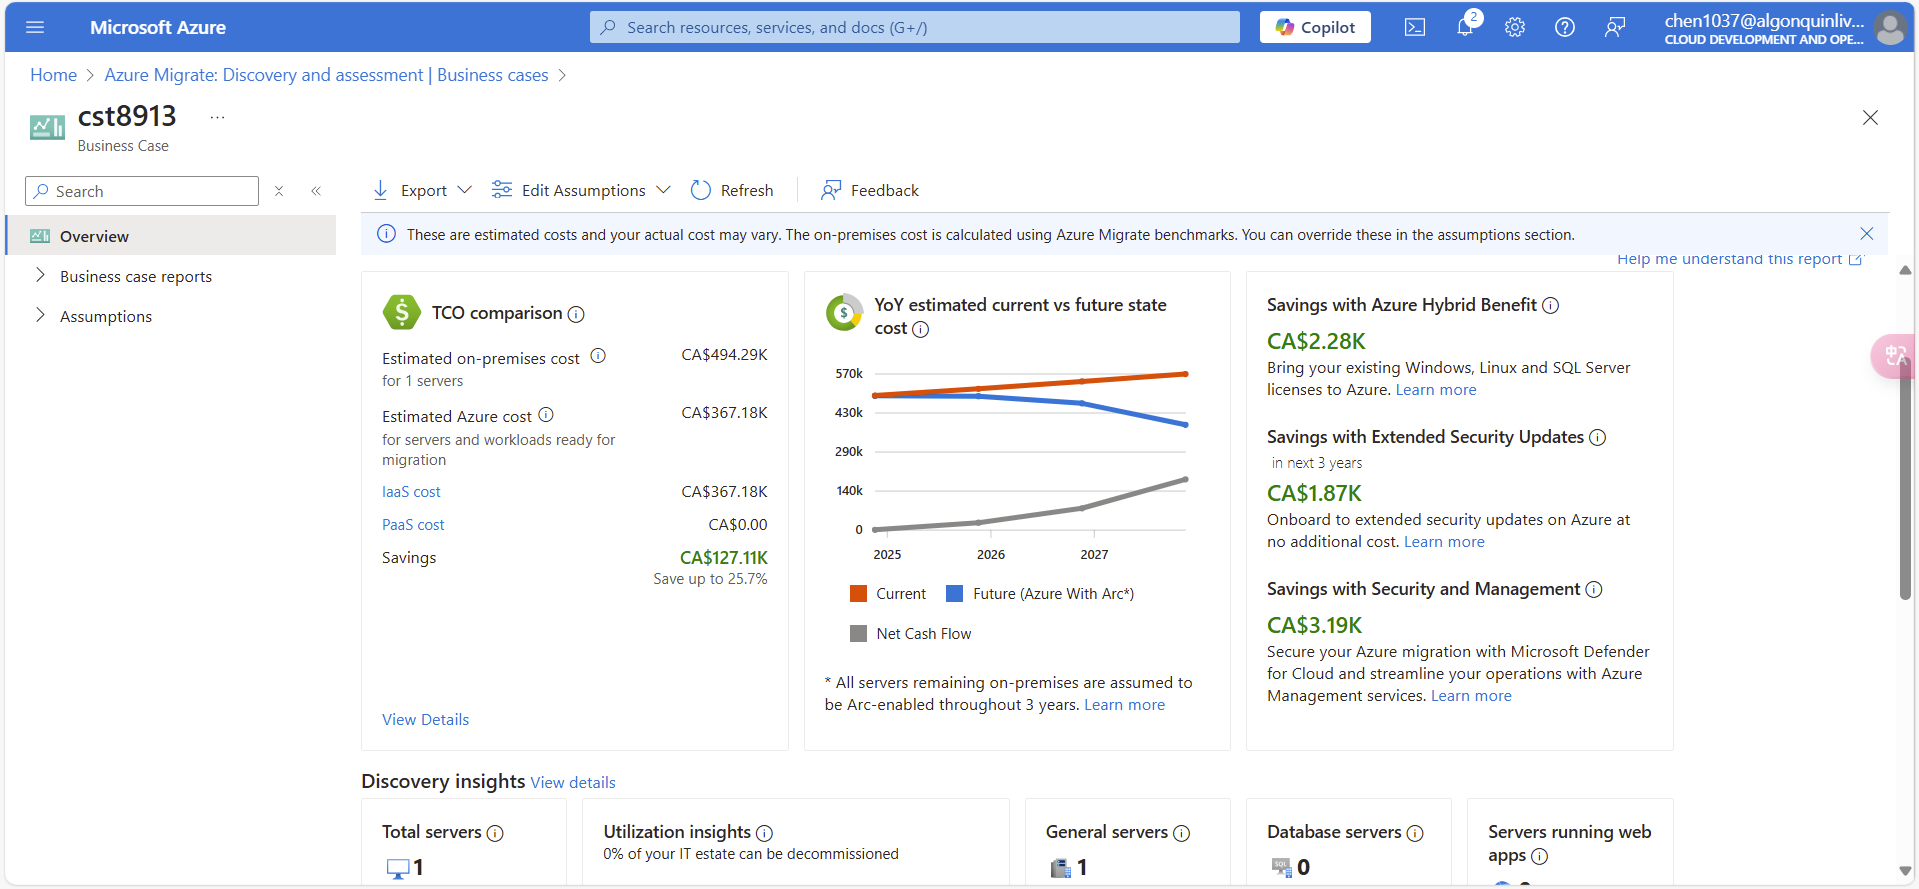 Microsoft Azure
Search resources, services, and docs (G+/)
Copilot
2
chen1037@algonquinliv...
CLOUD DEVELOPMENT AND OPE...
Home > Azure Migrate: Discovery and assessment | Business cases >
cst8913 ...
Business Case
Search
Export
Edit Assumptions
Refresh
Feedback
Overview
Business case reports
Assumptions
These are estimated costs and your actual cost may vary. The on-premises cost is calculated using Azure Migrate benchmarks. You can override these in the assumptions section.
Help me understand this report
TCO comparison
Estimated on-premises cost CA$494.29K
for 1 servers
Estimated Azure cost CA$367.18K
for servers and workloads ready for
migration
IaaS cost CA$367.18K
PaaS cost CA$0.00
Savings CA$127.11K
Save up to 25.7%
View Details
YoY estimated current vs future state
cost
570k
430k
290k
140k
0
2025 2026 2027
Current Future (Azure With Arc*)
Net Cash Flow
* All servers remaining on-premises are assumed to
be Arc-enabled throughout 3 years. Learn more
Savings with Azure Hybrid Benefit
CA$2.28K
Bring your existing Windows, Linux and SQL Server
licenses to Azure. Learn more
Savings with Extended Security Updates
in next 3 years
CA$1.87K
Onboard to extended security updates on Azure at
no additional cost. Learn more
Savings with Security and Management
CA$3.19K
Secure your Azure migration with Microsoft Defender
for Cloud and streamline your operations with Azure
Management services. Learn more
中A
Discovery insights View details
Total servers
1
Utilization insights
0% of your IT estate can be decommissioned
General servers
1
Database servers
SQL 0
Servers running web
apps